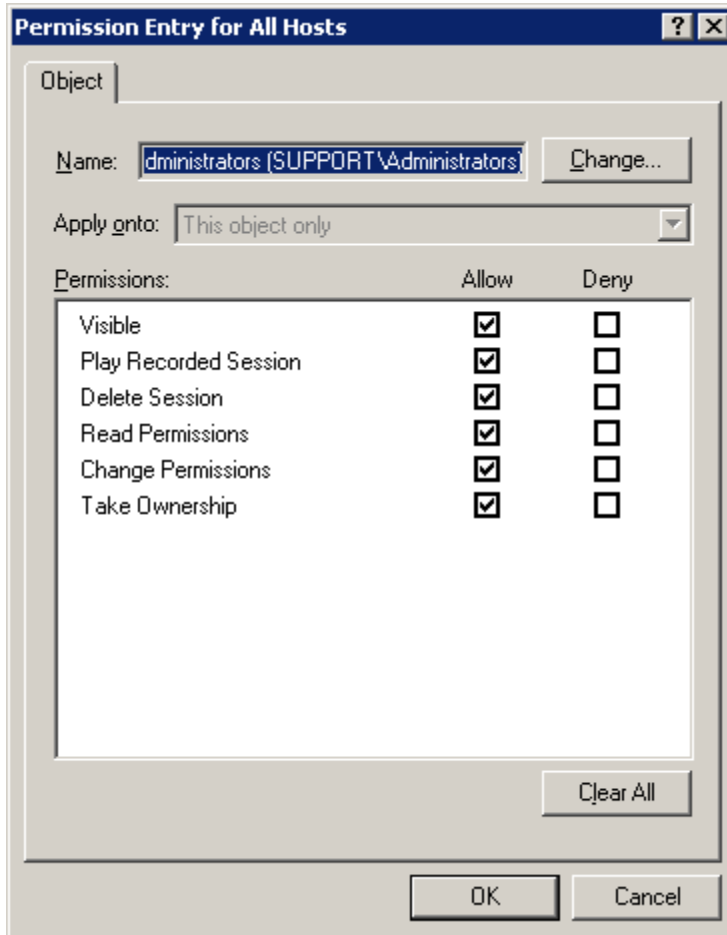 Permission Entry for All Hosts
Object
Name: dministrators (SUPPORT\Administrators) Change...
Apply onto: This object only
Permissions: Allow Deny
Visible
Play Recorded Session
Delete Session
Read Permissions
Change Permissions
Take Ownership
Clear All
OK Cancel